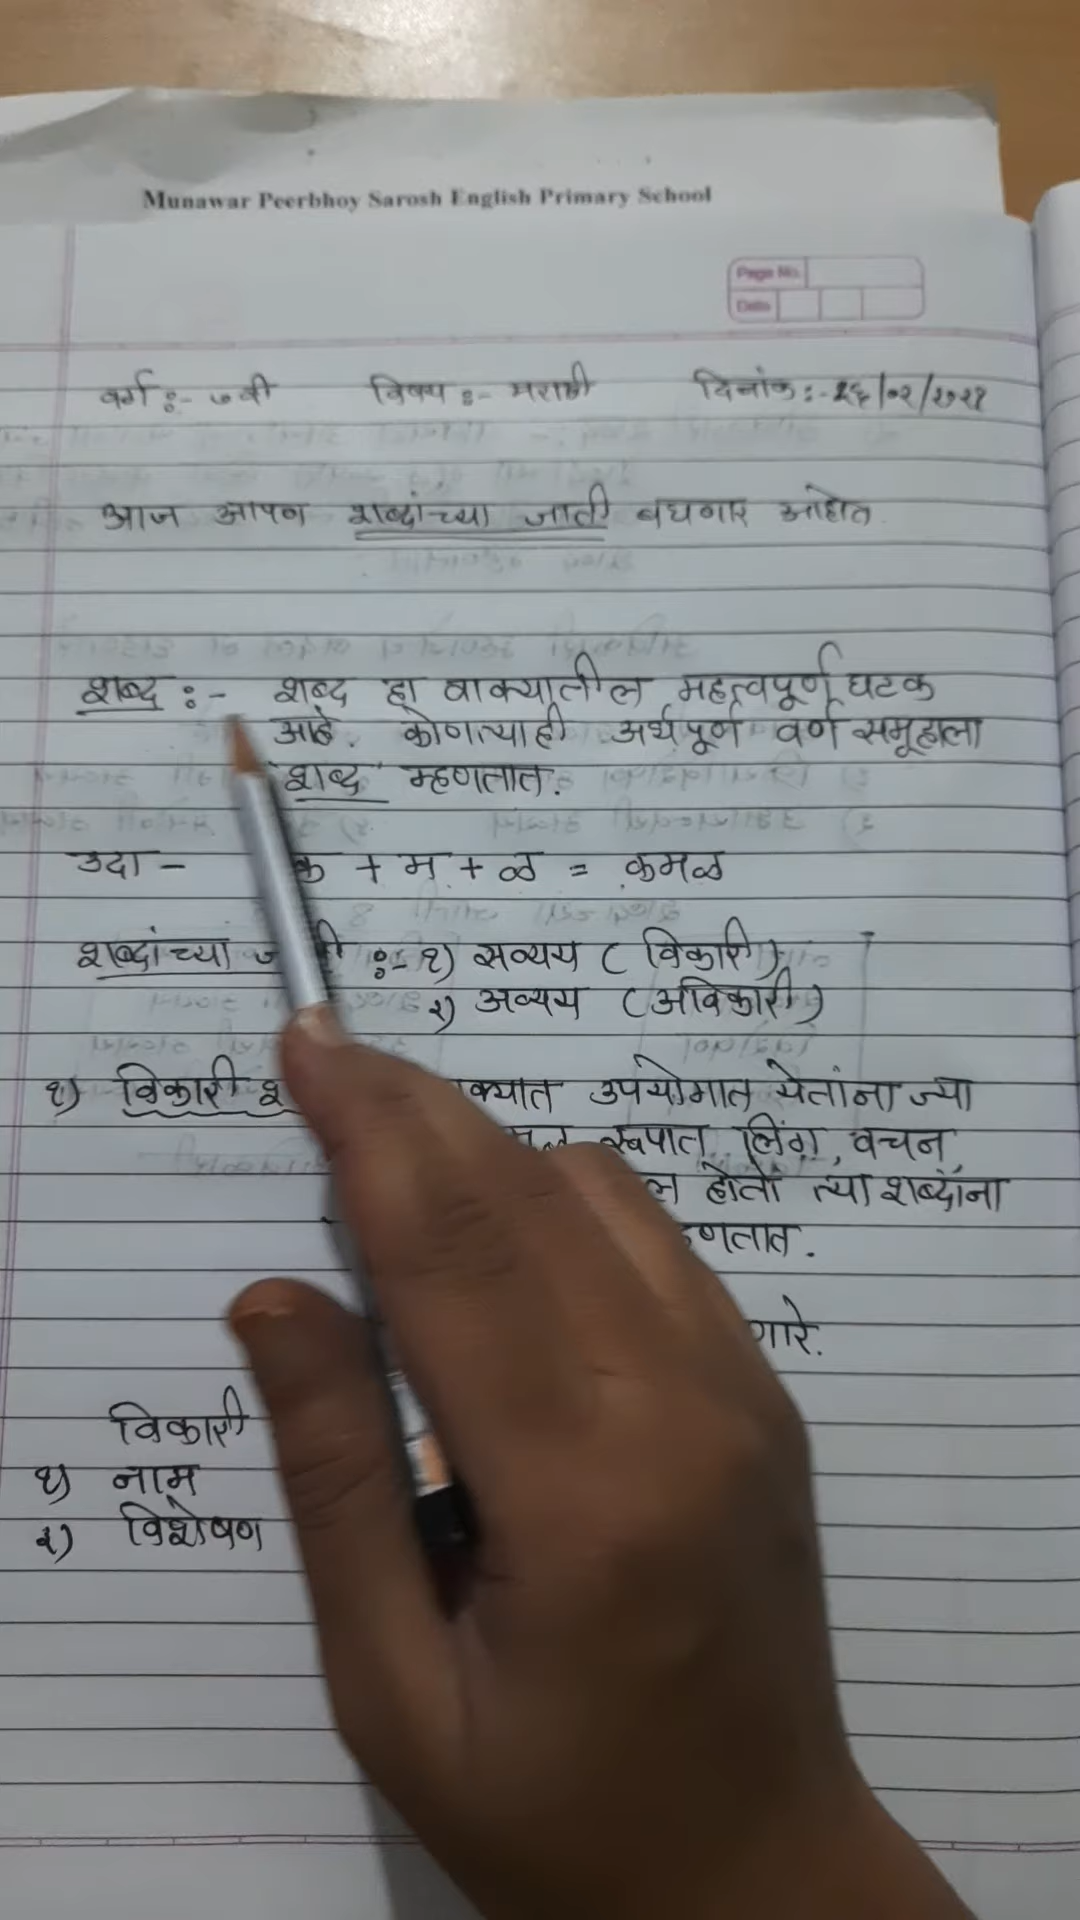 Munawar Peerbhoy Sarosh English Primary School
Page No.
Date
वर्ग :- ७वी विषय :- मराठी दिनांक :- २६/०२/२०२१
आज आपण शब्दांच्या जाती बघणार आहोत.
शब्द :- शब्द हा वाक्यातील महत्वपूर्ण घटक
आहे. कोणत्याही अर्थपूर्ण वर्ण समूहाला
'शब्द' म्हणतात.
उदा - क + म + ळ = कमळ
शब्दांच्या :- १) सव्यय ( विकारी )
२) अव्यय ( अविकारी )
१) विकारी उपयोगात येतांना ज्या
रूपात लिंग, वचन,
होतो त्या शब्दांना
विकारी
१) नाम
२) विशेषण